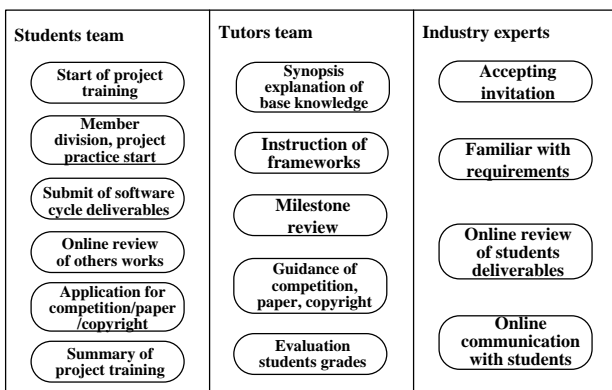 Students team
Start of project
training
Member
division, project
practice start
Submit of software
cycle deliverables
Online review
of others works
Application for
competition/paper
/copyright
Summary of
project training
Tutors team
Synopsis
explanation of
base knowledge
Instruction of
frameworks
Milestone
review
Guidance of
competition,
paper, copyright
Evaluation
students grades
Industry experts
Accepting
invitation
Familiar with
requirements
Online review
of students
deliverables
Online
communication
with students